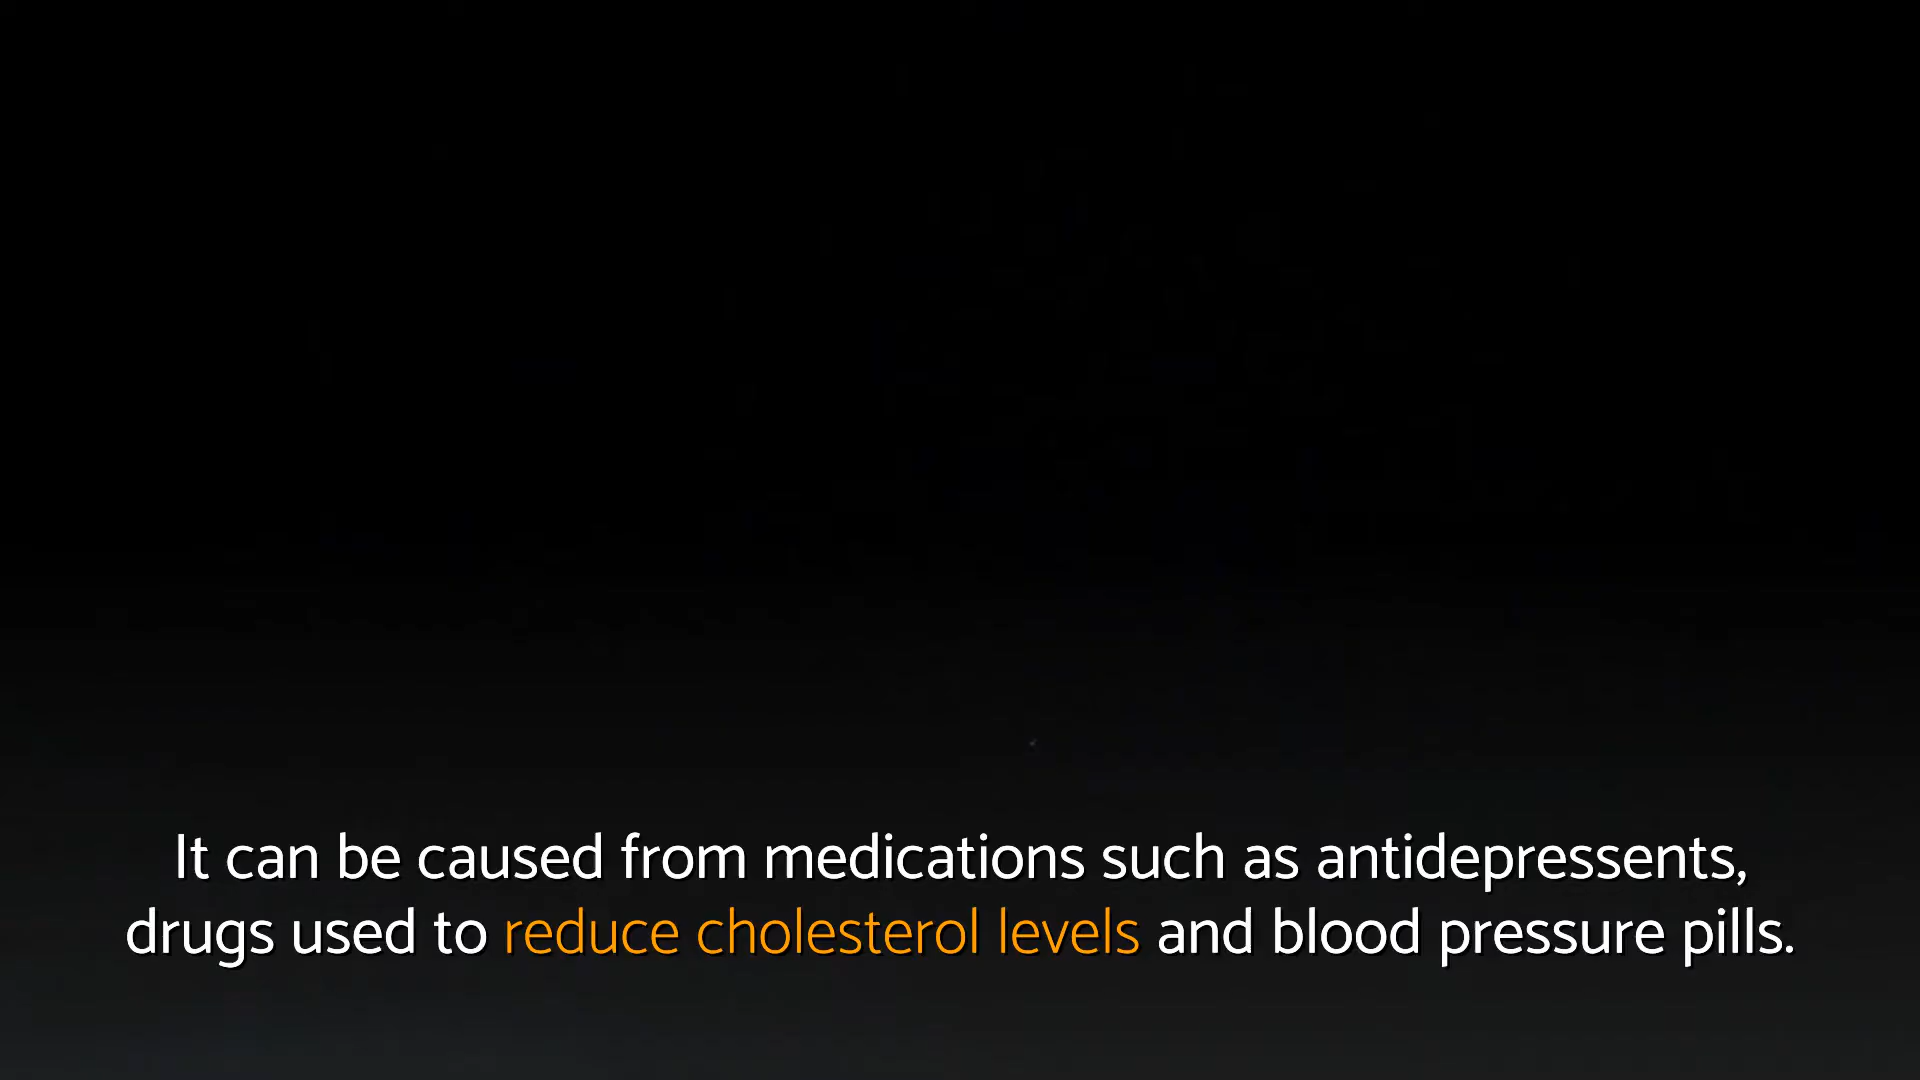 It can be caused from medications such as antidepressents,
drugs used to reduce cholesterol levels and blood pressure pills.